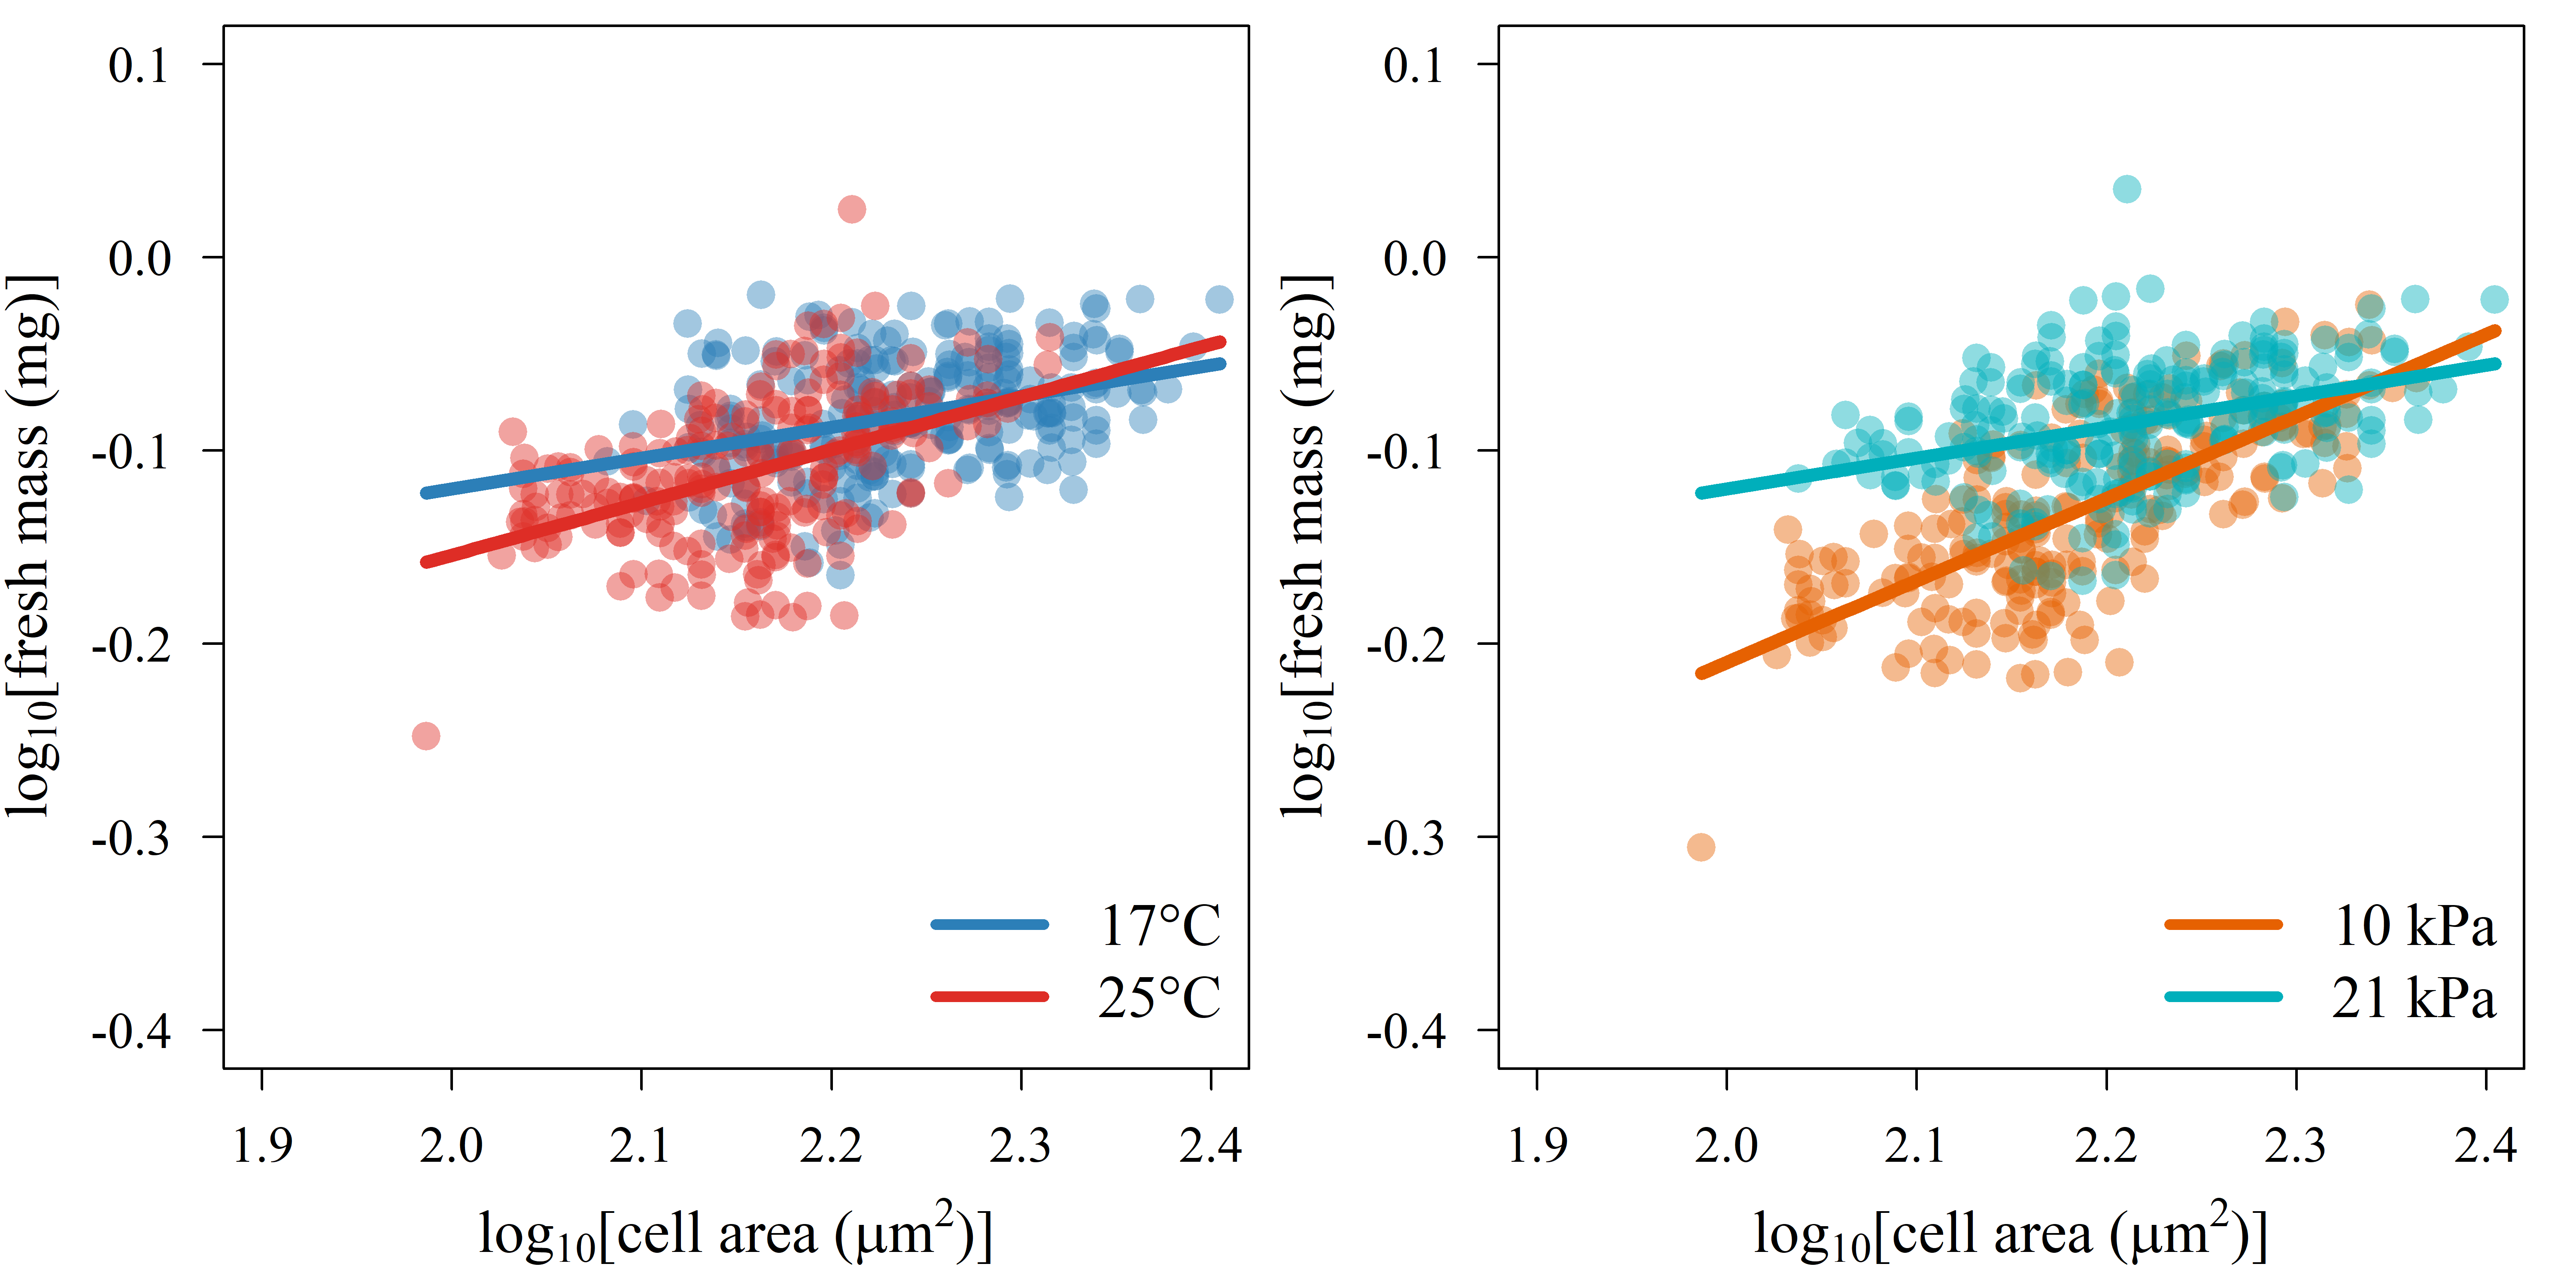 log₁₀[fresh mass (mg)]
0.1
0.0
-0.1
-0.2
-0.3
-0.4
17°C
25°C
1.9 2.0 2.1 2.2 2.3 2.4
log₁₀[cell area (μm²)]
log₁₀[fresh mass (mg)]
0.1
0.0
-0.1
-0.2
-0.3
-0.4
10 kPa
21 kPa
1.9 2.0 2.1 2.2 2.3 2.4
log₁₀[cell area (μm²)]